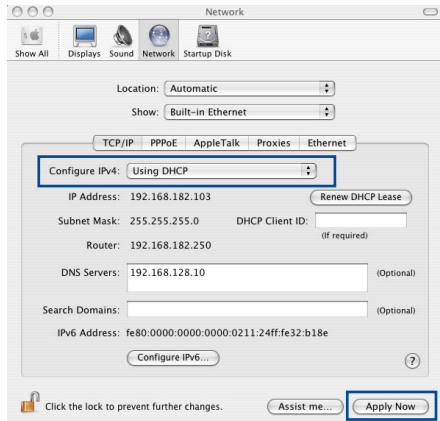 Network
Show All Displays Sound Network Startup Disk
Location: Automatic
Show: Built-in Ethernet
TCP/IP PPPoE AppleTalk Proxies Ethernet
Configure IPv4: Using DHCP
IP Address: 192.168.182.103 Renew DHCP Lease
Subnet Mask: 255.255.255.0 DHCP Client ID:
(If required)
Router: 192.168.182.250
DNS Servers: 192.168.128.10 (Optional)
Search Domains: (Optional)
IPv6 Address: fe80:0000:0000:0000:0211:24ff:fe32:b18e
Configure IPv6...
?
Click the lock to prevent further changes. Assist me... Apply Now